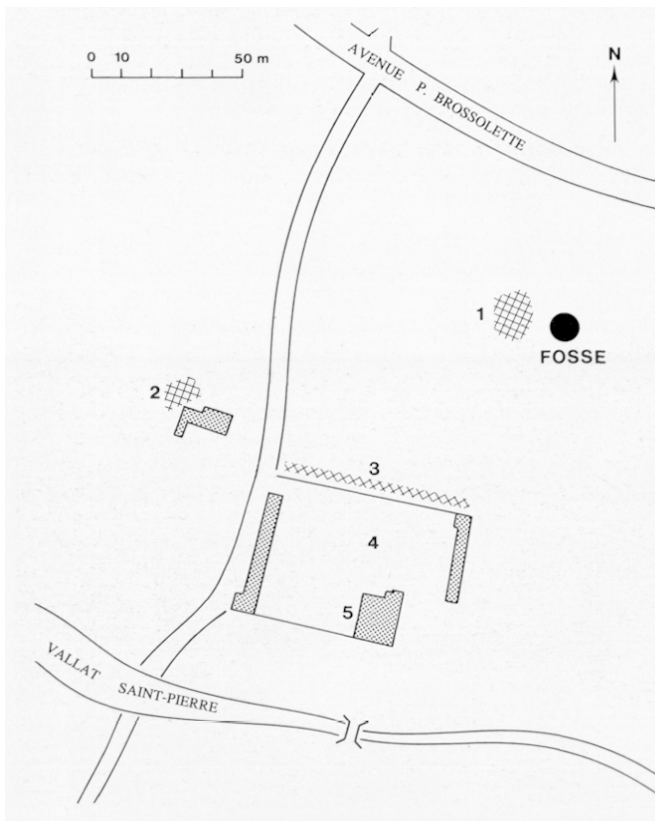 0 10 50 m
N
AVENUE P. BROSSOLETTE
1
FOSSE
2
3
4
5
VALLAT SAINT-PIERRE